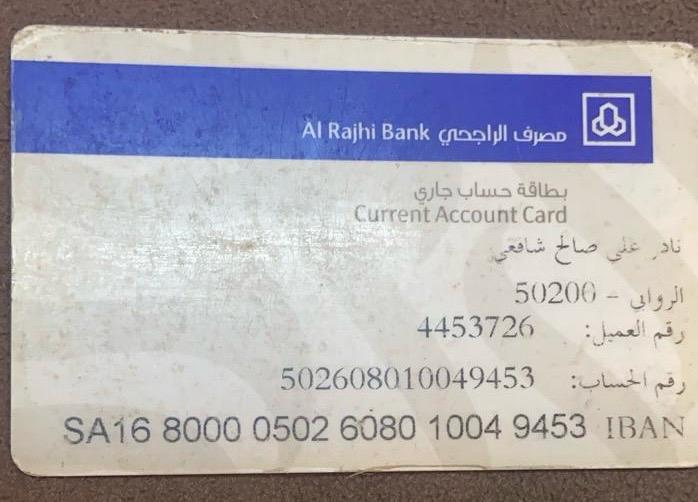 مصرف الراجحي Al Rajhi Bank
بطاقة حساب جاري
Current Account Card
نادر علي صالح شافعي
الروابي - 50200
رقم العميل: 4453726
رقم الحساب: 502608010049453
SA16 8000 0502 6080 1004 9453 IBAN